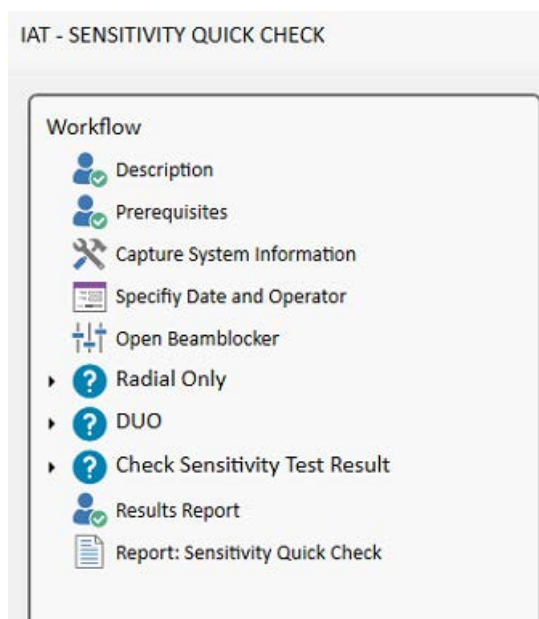 IAT - SENSITIVITY QUICK CHECK
Workflow
Description
Prerequisites
Capture System Information
Specifiy Date and Operator
Open Beamblocker
Radial Only
DUO
Check Sensitivity Test Result
Results Report
Report: Sensitivity Quick Check